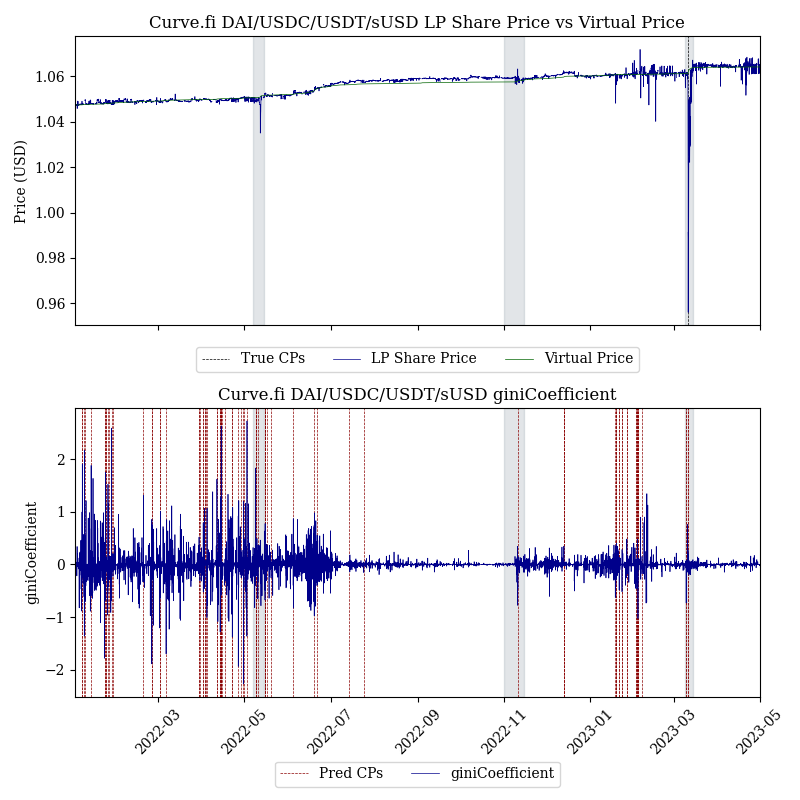 Curve.fi DAI/USDC/USDT/sUSD LP Share Price vs Virtual Price
Price (USD)
1.06
1.04
1.02
1.00
0.98
0.96
True CPs
LP Share Price
Virtual Price
Curve.fi DAI/USDC/USDT/sUSD giniCoefficient
giniCoefficient
2
1
0
−1
−2
2022-03
2022-05
2022-07
2022-09
2022-11
2023-01
2023-03
2023-05
Pred CPs
giniCoefficient